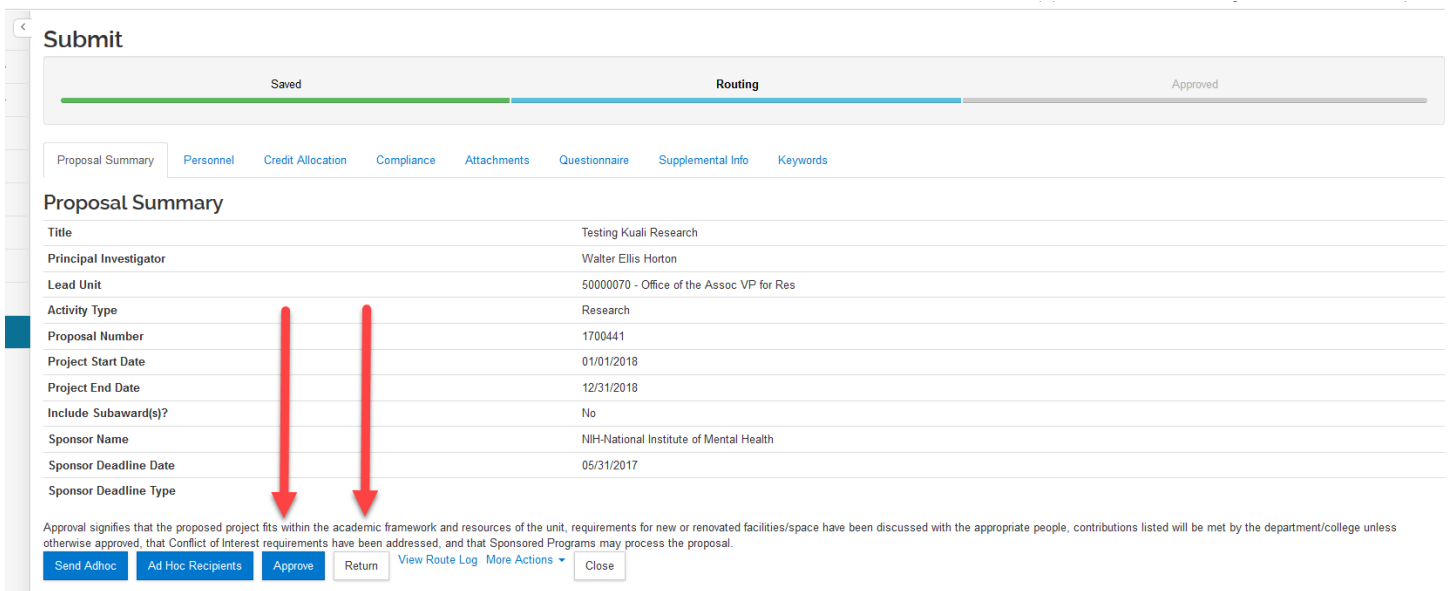 Submit
Saved Routing Approved
Proposal Summary Personnel Credit Allocation Compliance Attachments Questionnaire Supplemental Info Keywords
Proposal Summary
Title Testing Kuali Research
Principal Investigator Walter Ellis Horton
Lead Unit 50000070 - Office of the Assoc VP for Res
Activity Type Research
Proposal Number 1700441
Project Start Date 01/01/2018
Project End Date 12/31/2018
Include Subaward(s)? No
Sponsor Name NIH-National Institute of Mental Health
Sponsor Deadline Date 05/31/2017
Sponsor Deadline Type
Approval signifies that the proposed project fits within the academic framework and resources of the unit, requirements for new or renovated facilities/space have been discussed with the appropriate people, contributions listed will be met by the department/college unless
otherwise approved, that Conflict of Interest requirements have been addressed, and that Sponsored Programs may process the proposal.
Send Adhoc Ad Hoc Recipients Approve Return View Route Log More Actions Close